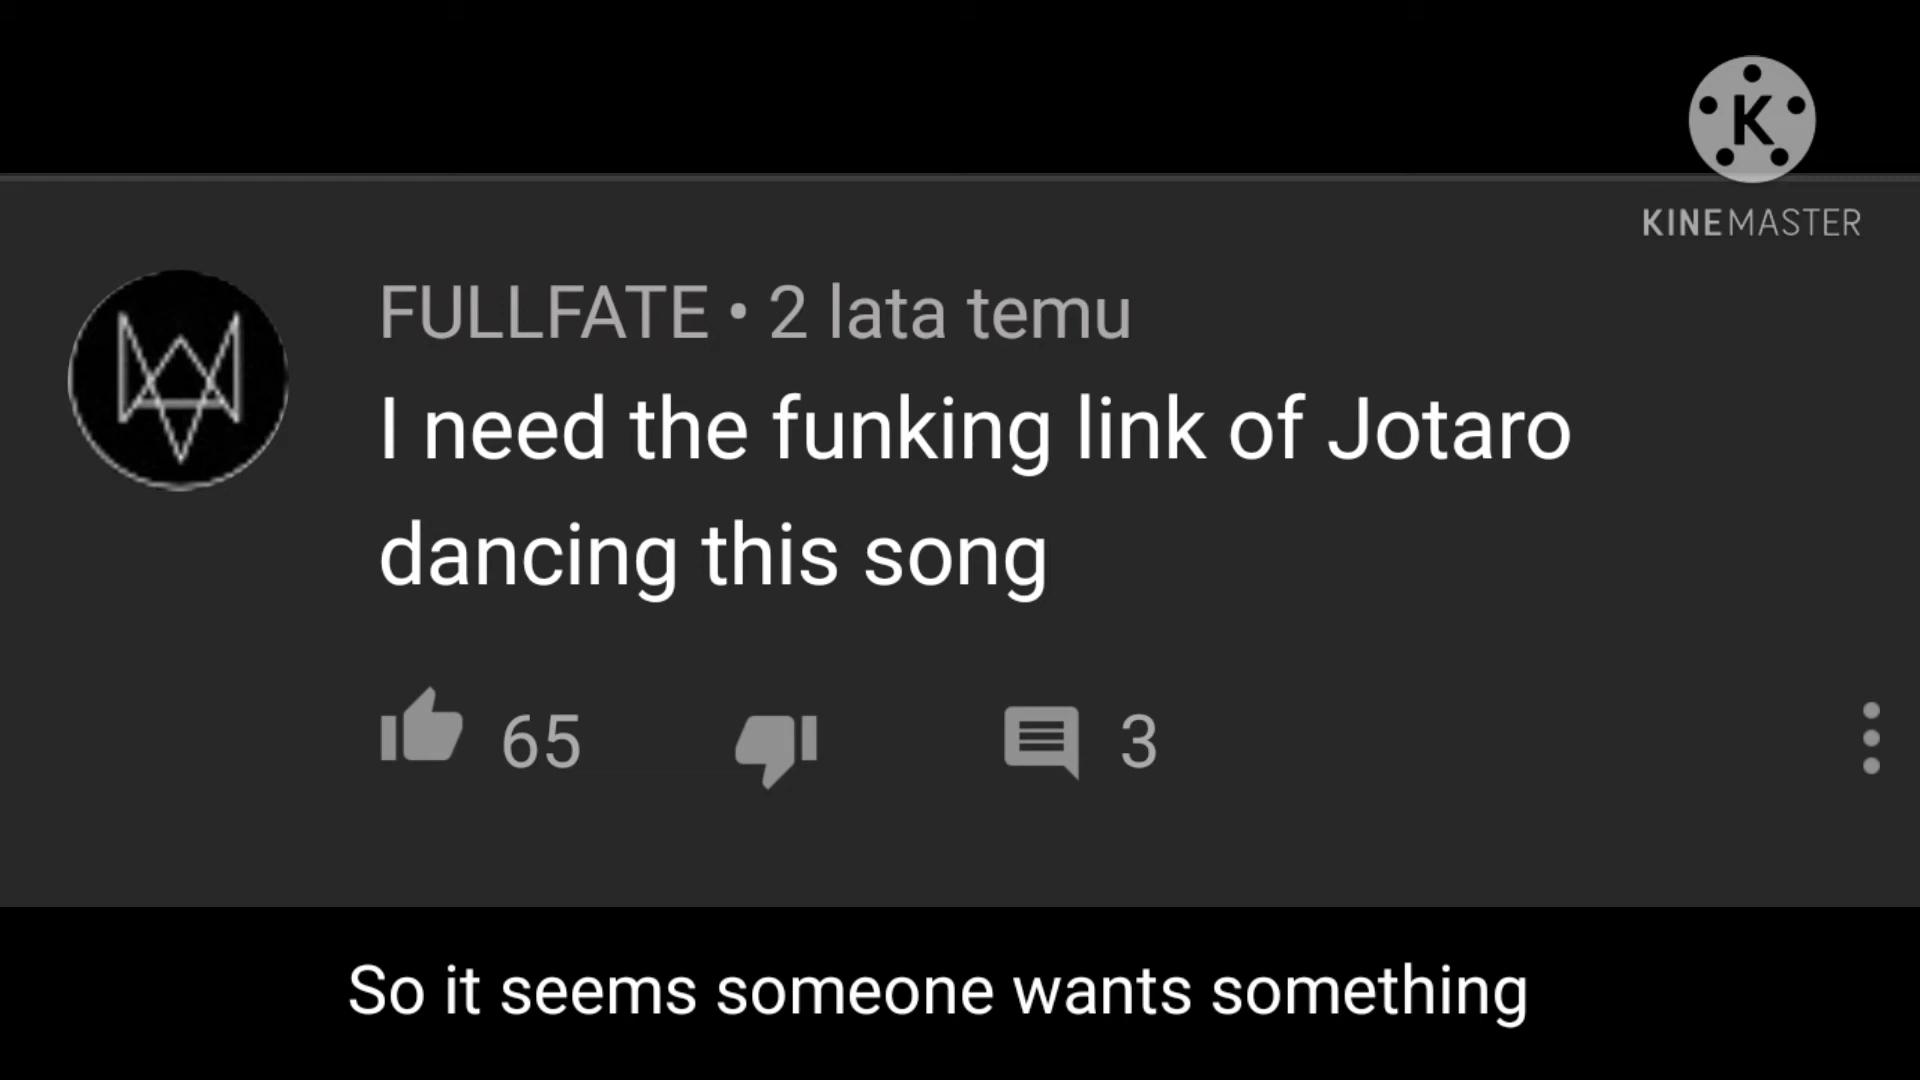 K
KINEMASTER
FULLFATE • 2 lata temu
I need the funking link of Jotaro
dancing this song
65 3
So it seems someone wants something